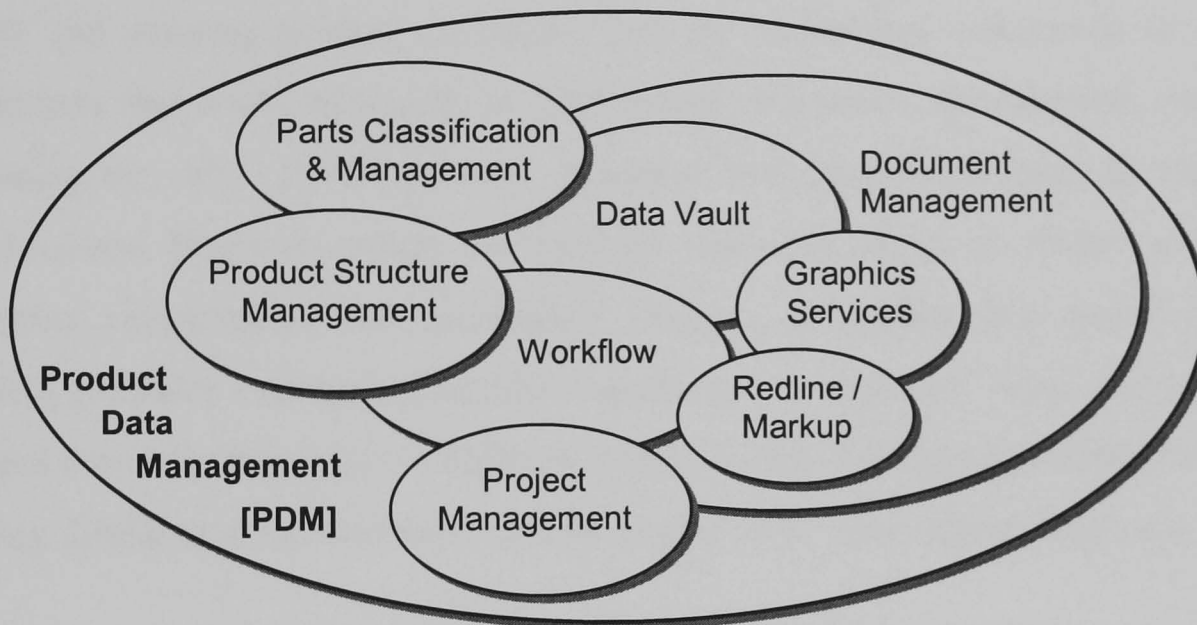 Parts Classification
& Management
Document
Management
Data Vault
Product Structure
Management
Graphics
Services
Workflow
Redline /
Markup
Product
Data
Management
[PDM]
Project
Management